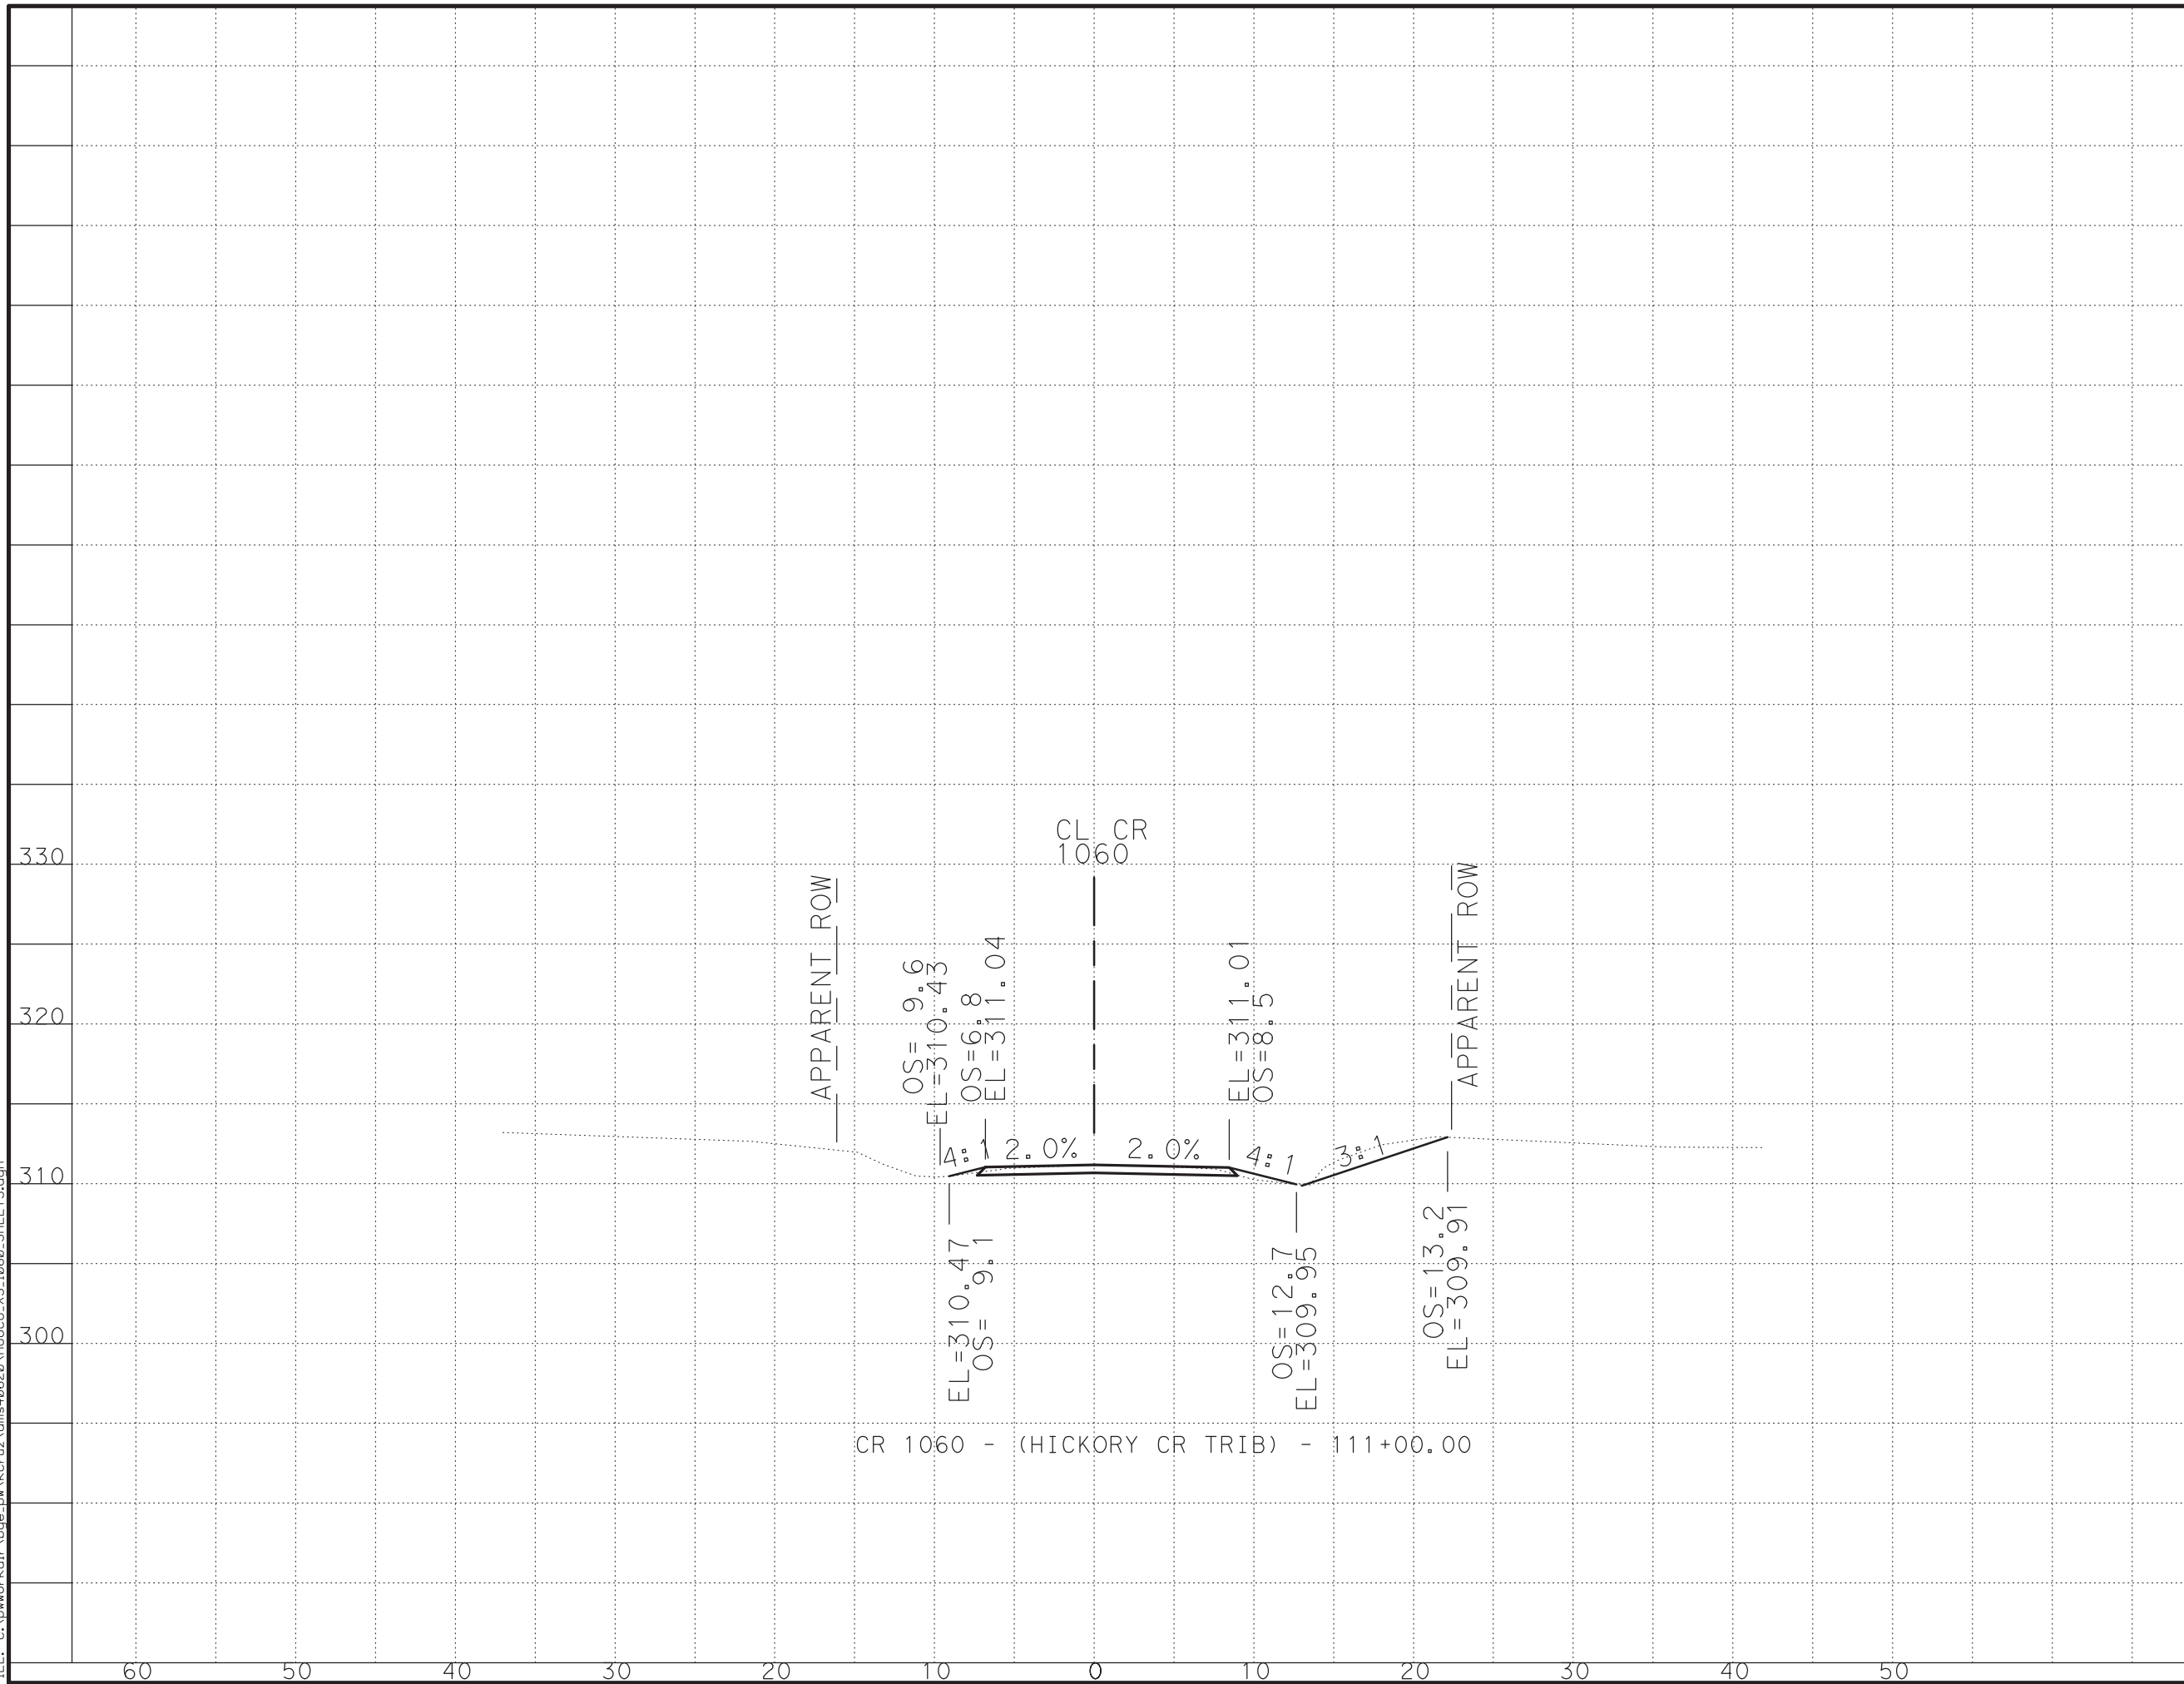 CL CR
1060
330
320
310
300
APPARENT ROW
OS= 9.6
EL=310.43
OS=6.8
EL=311.04
EL=311.01
OS=8.5
APPARENT ROW
4:1
2.0%
2.0%
4:1
3:1
EL=310.47
OS= 9.1
OS=12.7
EL=309.95
OS=13.2
EL=309.91
CR 1060 - (HICKORY CR TRIB) - 111+00.00
60 50 40 30 20 10 0 10 20 30 40 50